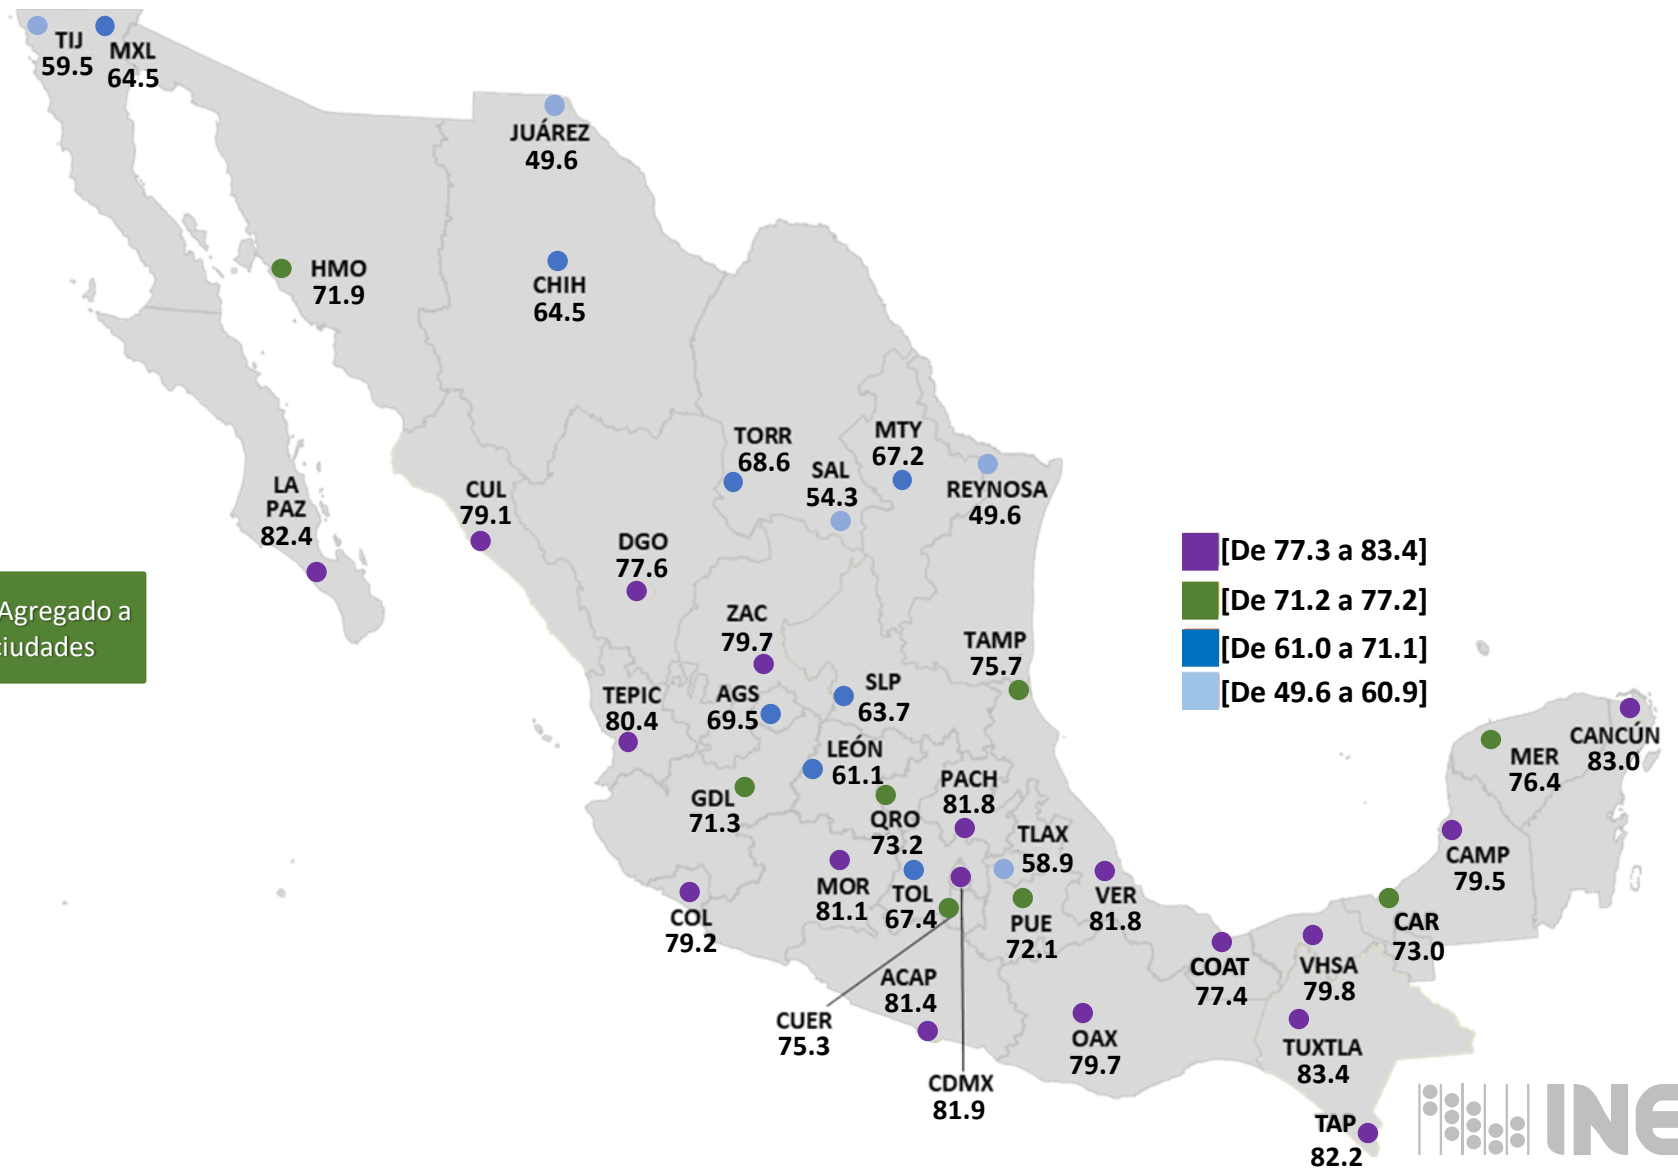 TIJ
59.5
MXL
64.5
JUÁREZ
49.6
HMO
71.9
CHIH
64.5
TORR
68.6
MTY
67.2
SAL
54.3
REYNOSA
49.6
LA
PAZ
82.4
CUL
79.1
DGO
77.6
[De 77.3 a 83.4]
[De 71.2 a 77.2]
[De 61.0 a 71.1]
[De 49.6 a 60.9]
Agregado a
ciudades
ZAC
79.7
TAMP
75.7
TEPIC
80.4
AGS
69.5
SLP
63.7
LEÓN
61.1
GDL
71.3
QRO
73.2
PACH
81.8
TLAX
58.9
MER
76.4
CANCÚN
83.0
MOR
81.1
TOL
67.4
PUE
72.1
VER
81.8
CAMP
79.5
COL
79.2
CAR
73.0
COAT
77.4
VHSA
79.8
ACAP
81.4
CUER
75.3
OAX
79.7
TUXTLA
83.4
CDMX
81.9
TAP
82.2
INE